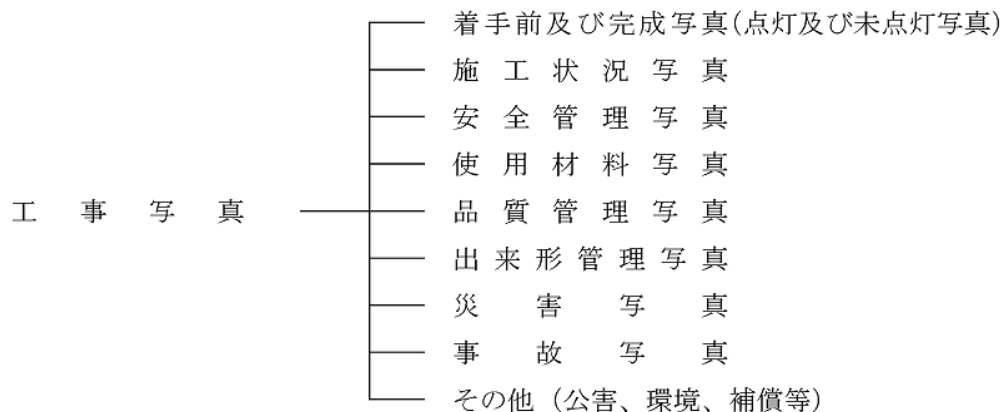 着手前及び完成写真(点灯及び未点灯写真)
施工状況写真
安全管理写真
使用材料写真
工事写真
品質管理写真
出来形管理写真
災害写真
事故写真
その他（公害、環境、補償等）